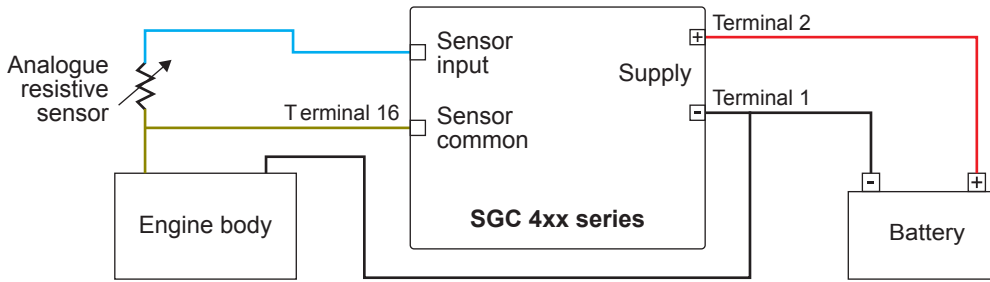 Analogue
resistive
sensor
Sensor
input
Terminal 16
Sensor
common
Supply
+
-
Terminal 2
Terminal 1
Engine body
SGC 4xx series
-
+
Battery